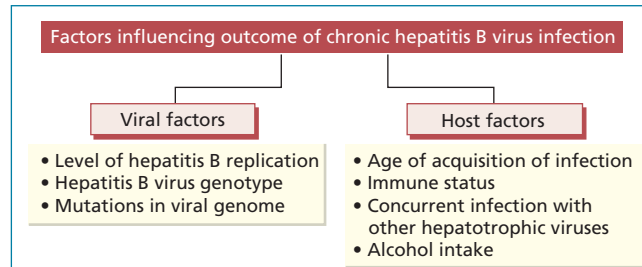 Factors influencing outcome of chronic hepatitis B virus infection
Viral factors
• Level of hepatitis B replication
• Hepatitis B virus genotype
• Mutations in viral genome
Host factors
• Age of acquisition of infection
• Immune status
• Concurrent infection with
other hepatotrophic viruses
• Alcohol intake